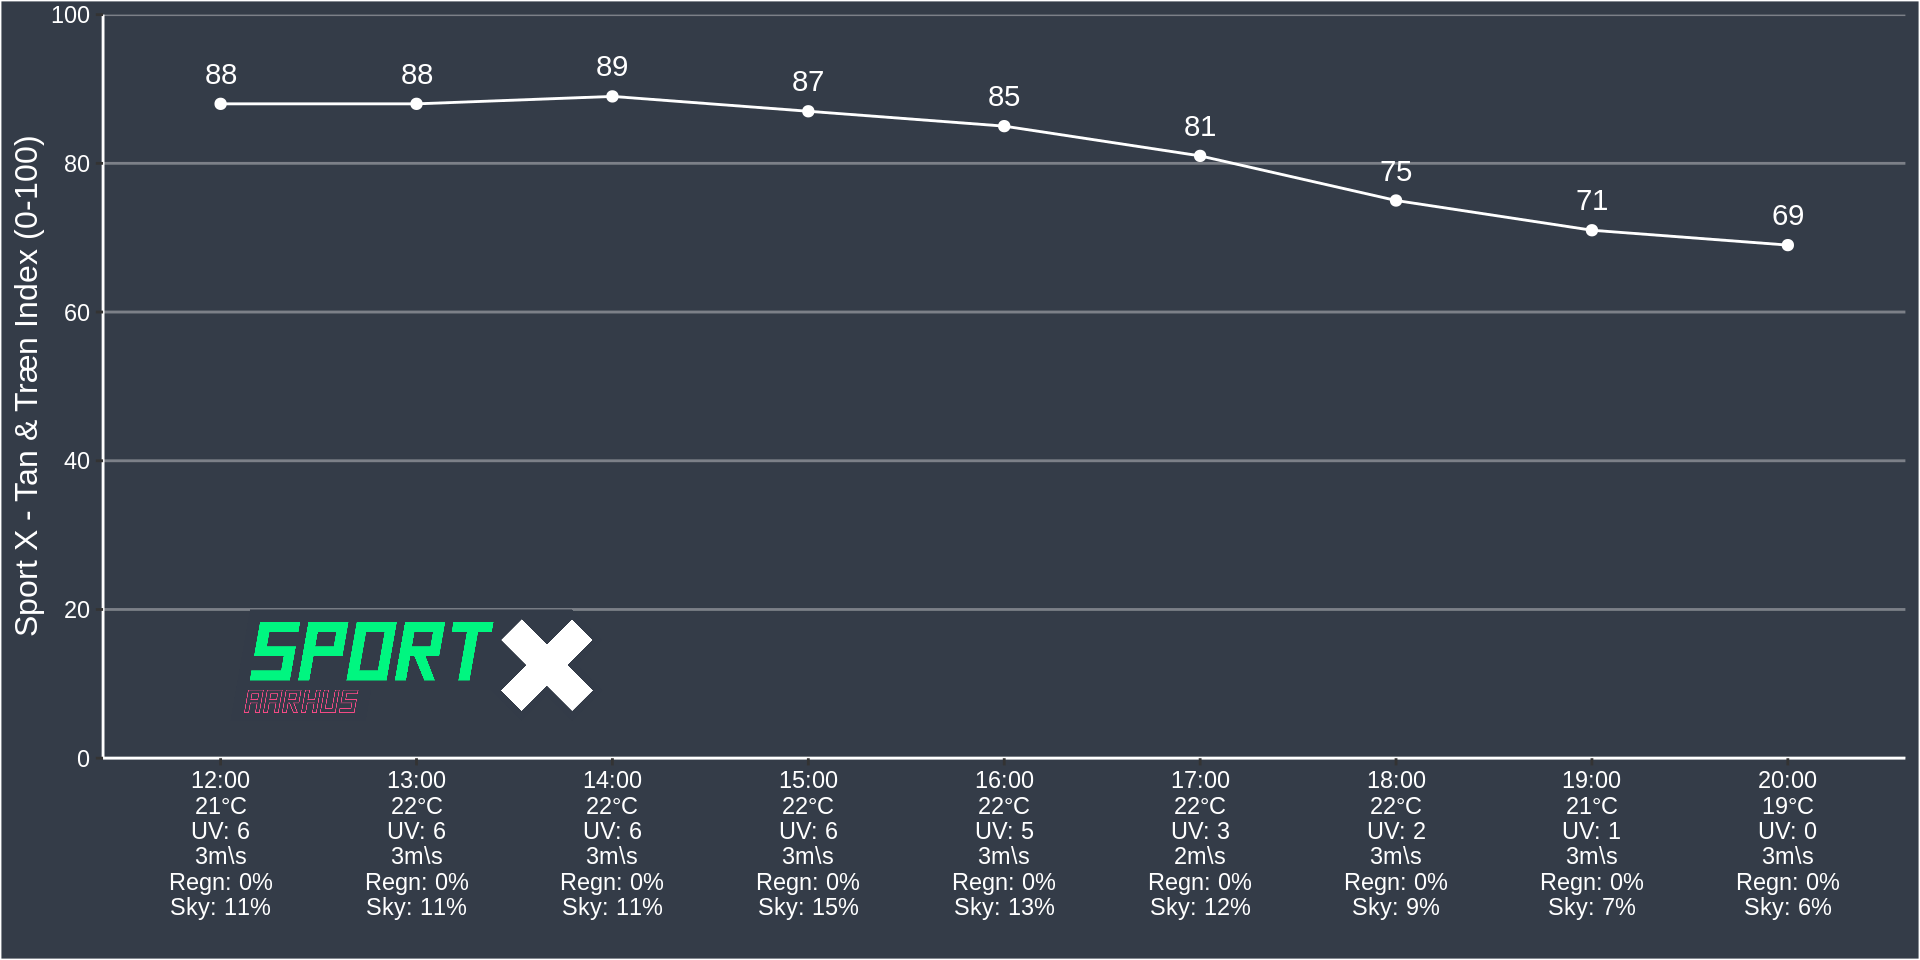 Sport X - Tan & Træn Index (0-100)
100
80
60
40
20
0
88
88
89
87
85
81
75
71
69
SPORT X
AARHUS
12:00
21°C
UV: 6
3m\s
Regn: 0%
Sky: 11%
13:00
22°C
UV: 6
3m\s
Regn: 0%
Sky: 11%
14:00
22°C
UV: 6
3m\s
Regn: 0%
Sky: 11%
15:00
22°C
UV: 6
3m\s
Regn: 0%
Sky: 15%
16:00
22°C
UV: 5
3m\s
Regn: 0%
Sky: 13%
17:00
22°C
UV: 3
2m\s
Regn: 0%
Sky: 12%
18:00
22°C
UV: 2
3m\s
Regn: 0%
Sky: 9%
19:00
21°C
UV: 1
3m\s
Regn: 0%
Sky: 7%
20:00
19°C
UV: 0
3m\s
Regn: 0%
Sky: 6%